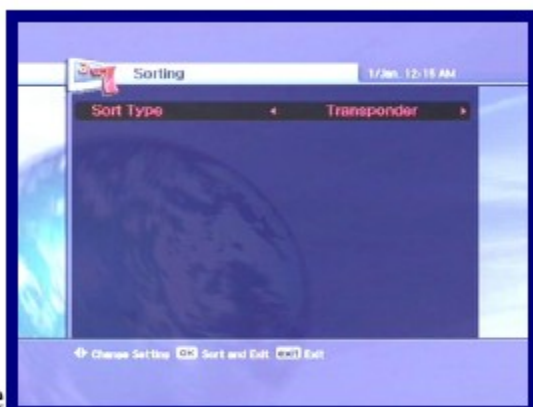 Sorting 1/Jan. 12:15 AM
Sort Type Transponder
Change Setting OK Sort and Exit exit Exit